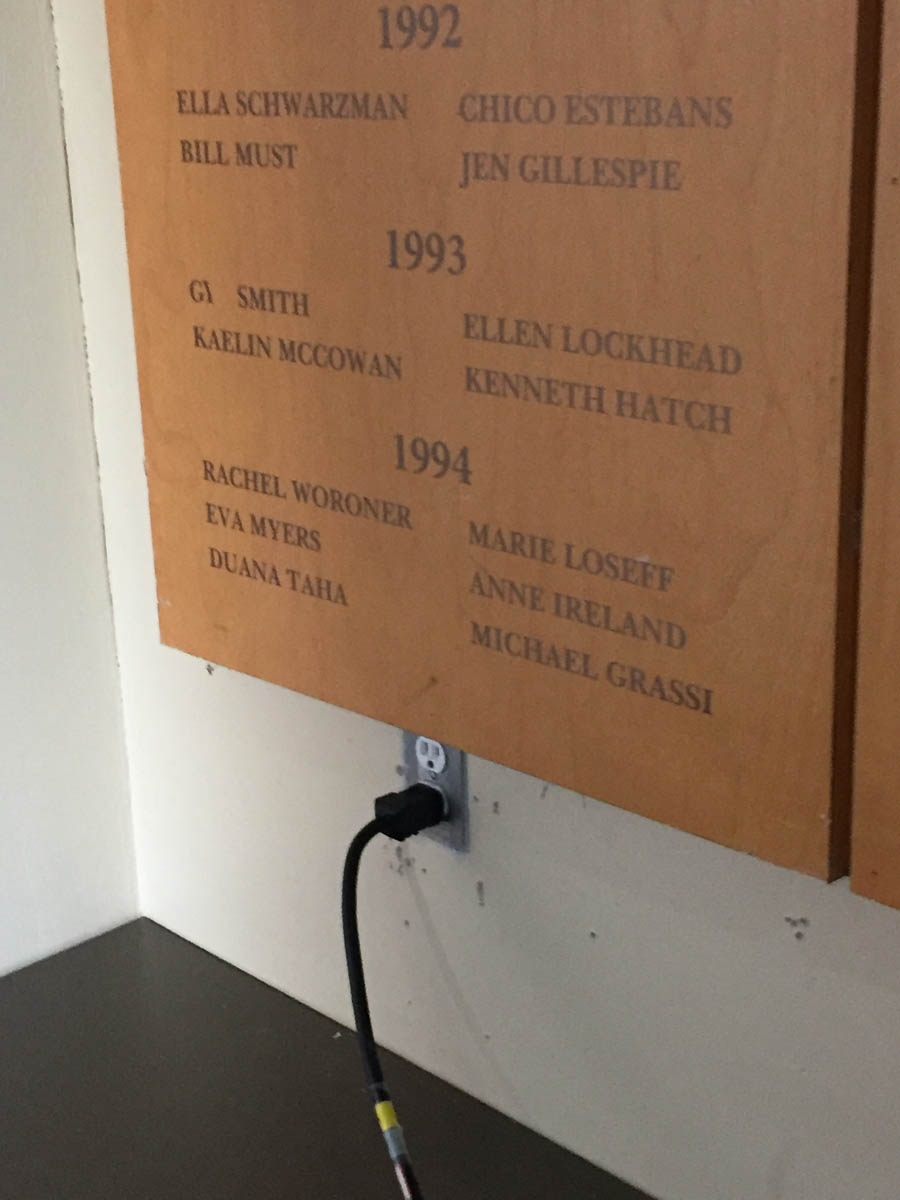 1992
ELLA SCHWARZMAN CHICO ESTEBANS
BILL MUST JEN GILLESPIE
1993
SMITH ELLEN LOCKHEAD
KAELIN MCCOWAN KENNETH HATCH
1994
RACHEL WORONER MARIE LOSEFF
EVA MYERS ANNE IRELAND
DUANA TAHA MICHAEL GRASSI